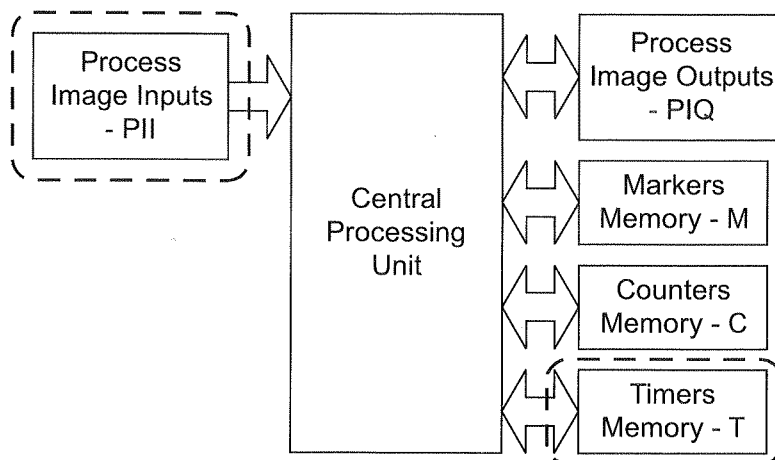 Process
Image Inputs
- PII
Central
Processing
Unit
Process
Image Outputs
- PIQ
Markers
Memory - M
Counters
Memory - C
Timers
Memory - T